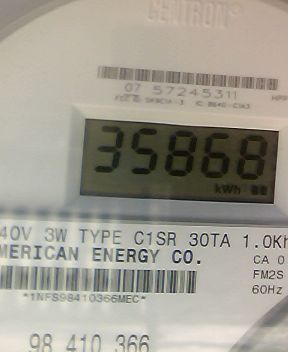 CENTRON®
07 57245311
35868
kWh
40V 3W TYPE C1SR 30TA 1.0Kh
MERICAN ENERGY CO.
CA 0
FM2S
60Hz
*1NFS98410366MEC*
98 410 366